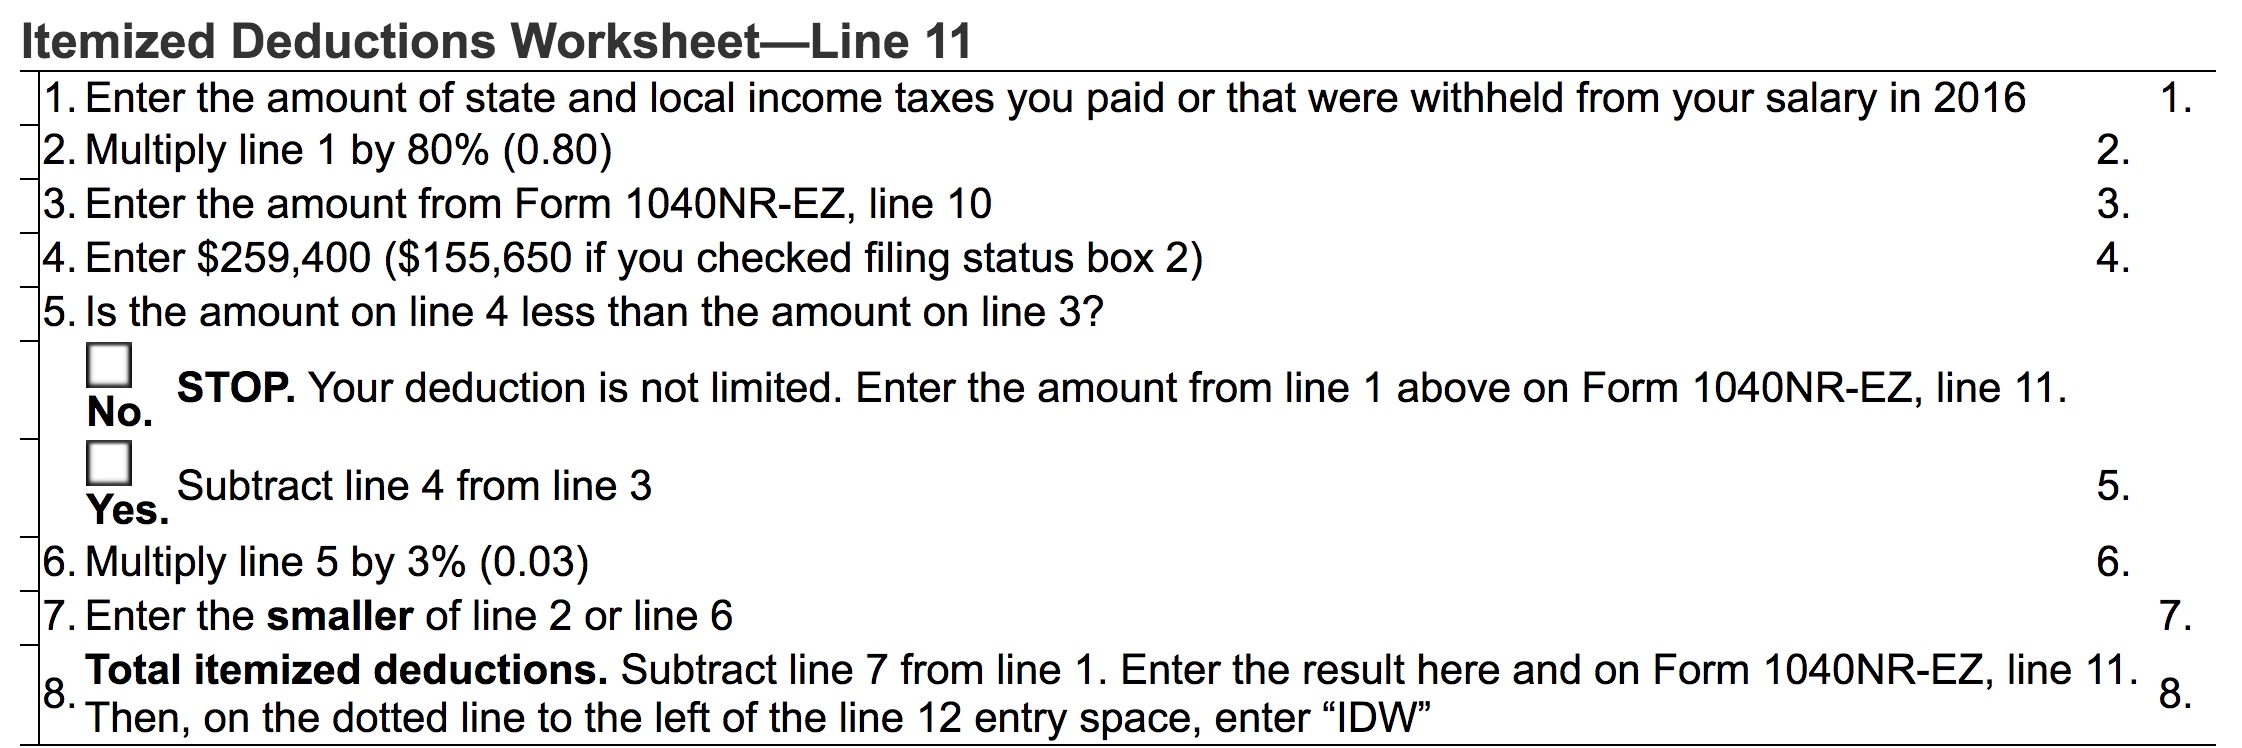 Itemized Deductions Worksheet—Line 11
1. Enter the amount of state and local income taxes you paid or that were withheld from your salary in 2016 1.
2. Multiply line 1 by 80% (0.80) 2.
3. Enter the amount from Form 1040NR-EZ, line 10 3.
4. Enter $259,400 ($155,650 if you checked filing status box 2) 4.
5. Is the amount on line 4 less than the amount on line 3?
No. STOP. Your deduction is not limited. Enter the amount from line 1 above on Form 1040NR-EZ, line 11.
Yes. Subtract line 4 from line 3 5.
6. Multiply line 5 by 3% (0.03) 6.
7. Enter the smaller of line 2 or line 6 7.
8. Total itemized deductions. Subtract line 7 from line 1. Enter the result here and on Form 1040NR-EZ, line 11.
Then, on the dotted line to the left of the line 12 entry space, enter “IDW” 8.